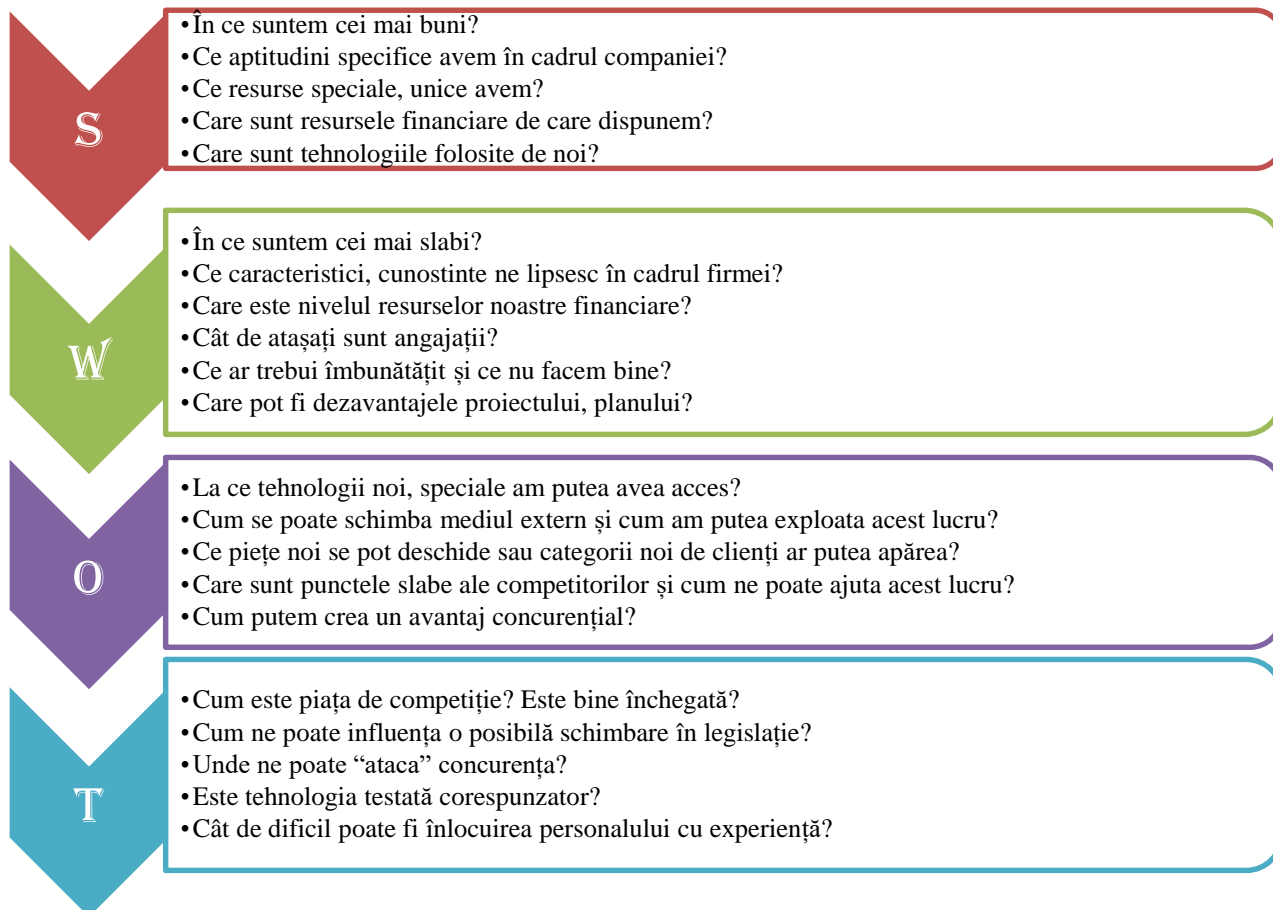 S
•În ce suntem cei mai buni?
•Ce aptitudini specifice avem în cadrul companiei?
•Ce resurse speciale, unice avem?
•Care sunt resursele financiare de care dispunem?
•Care sunt tehnologiile folosite de noi?
W
•În ce suntem cei mai slabi?
•Ce caracteristici, cunostinte ne lipsesc în cadrul firmei?
•Care este nivelul resurselor noastre financiare?
•Cât de atașați sunt angajații?
•Ce ar trebui îmbunătățit și ce nu facem bine?
•Care pot fi dezavantajele proiectului, planului?
O
•La ce tehnologii noi, speciale am putea avea acces?
•Cum se poate schimba mediul extern și cum am putea exploata acest lucru?
•Ce piețe noi se pot deschide sau categorii noi de clienți ar putea apărea?
•Care sunt punctele slabe ale competitorilor și cum ne poate ajuta acest lucru?
•Cum putem crea un avantaj concurențial?
T
•Cum este piața de competiție? Este bine închegată?
•Cum ne poate influența o posibilă schimbare în legislație?
•Unde ne poate “ataca” concurența?
•Este tehnologia testată corespunzator?
•Cât de dificil poate fi înlocuirea personalului cu experiență?